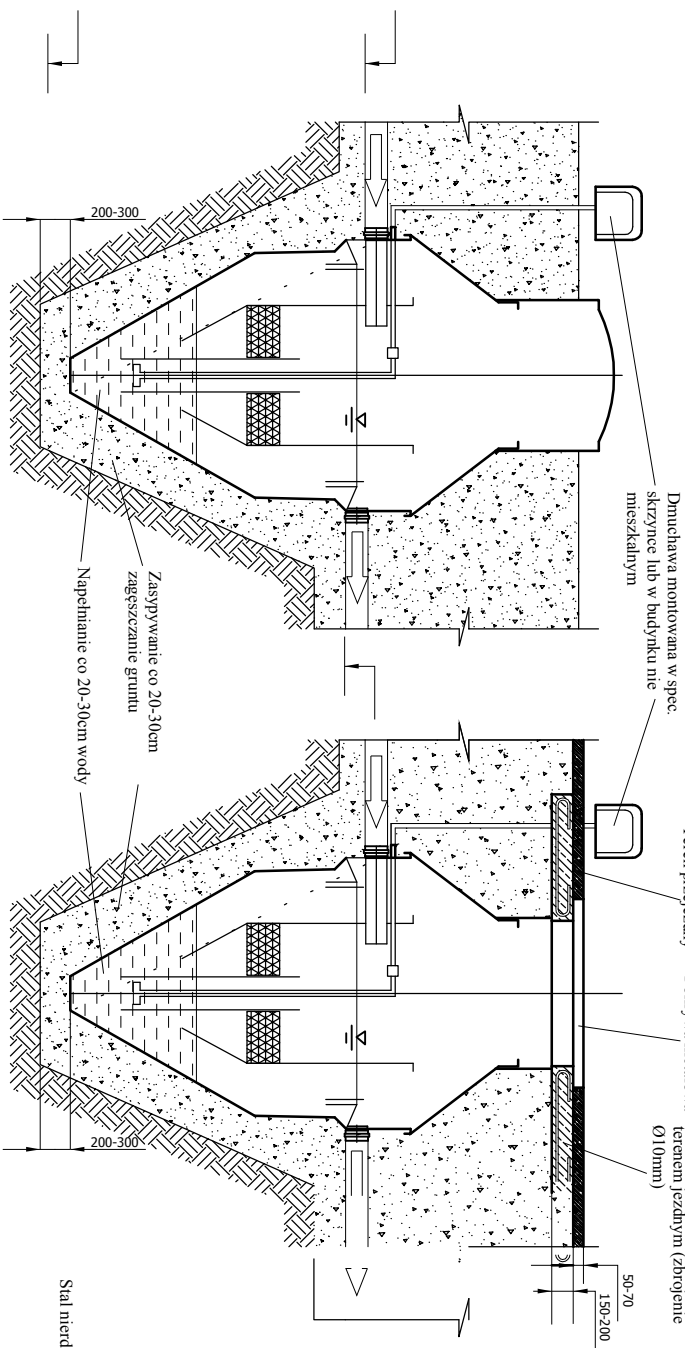 Dmuchawa montowana w spec.
skrzynce lub w budynku nie
mieszkalnym
terenem jezdnym (zbrojenie
Ø10mm)
50-70
150-200
200-300
200-300
Zasypywanie co 20-30cm
zagęszczanie gruntu
Napełnianie co 20-30cm wody
Stal nierd